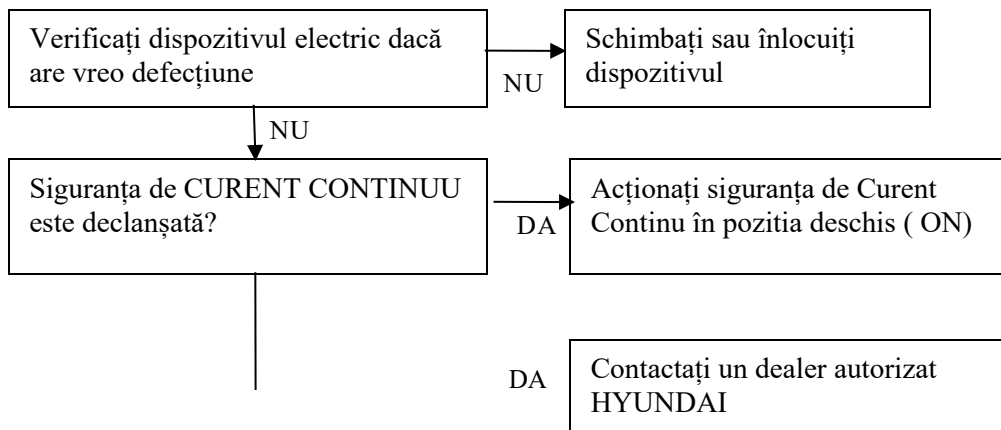 Verificați dispozitivul electric dacă
are vreo defecțiune
NU
Schimbați sau înlocuiți
dispozitivul
NU
Siguranța de CURENT CONTINUU
este declanșată?
DA
Acționați siguranța de Curent
Continu în pozitia deschis ( ON)
DA
Contactați un dealer autorizat
HYUNDAI